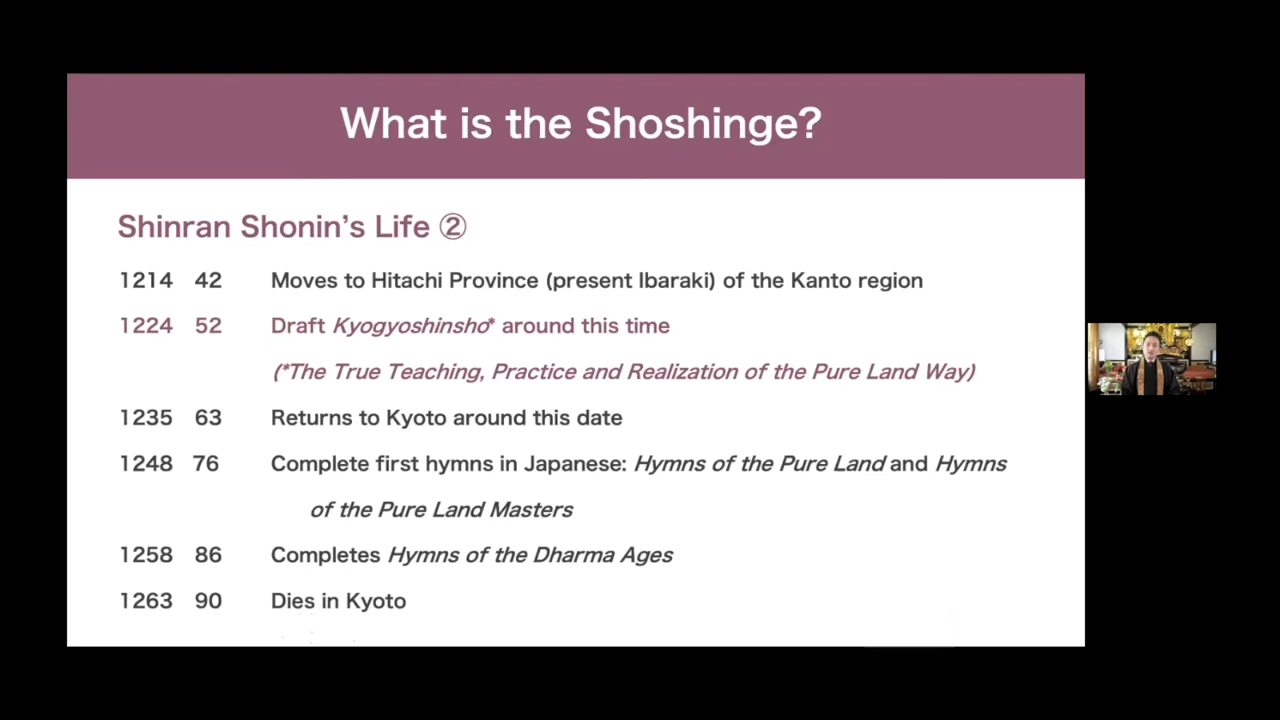 What is the Shoshinge?
Shinran Shonin's Life ②
1214 42 Moves to Hitachi Province (present Ibaraki) of the Kanto region
1224 52 Draft Kyogyoshinsho* around this time
(*The True Teaching, Practice and Realization of the Pure Land Way)
1235 63 Returns to Kyoto around this date
1248 76 Complete first hymns in Japanese: Hymns of the Pure Land and Hymns
of the Pure Land Masters
1258 86 Completes Hymns of the Dharma Ages
1263 90 Dies in Kyoto